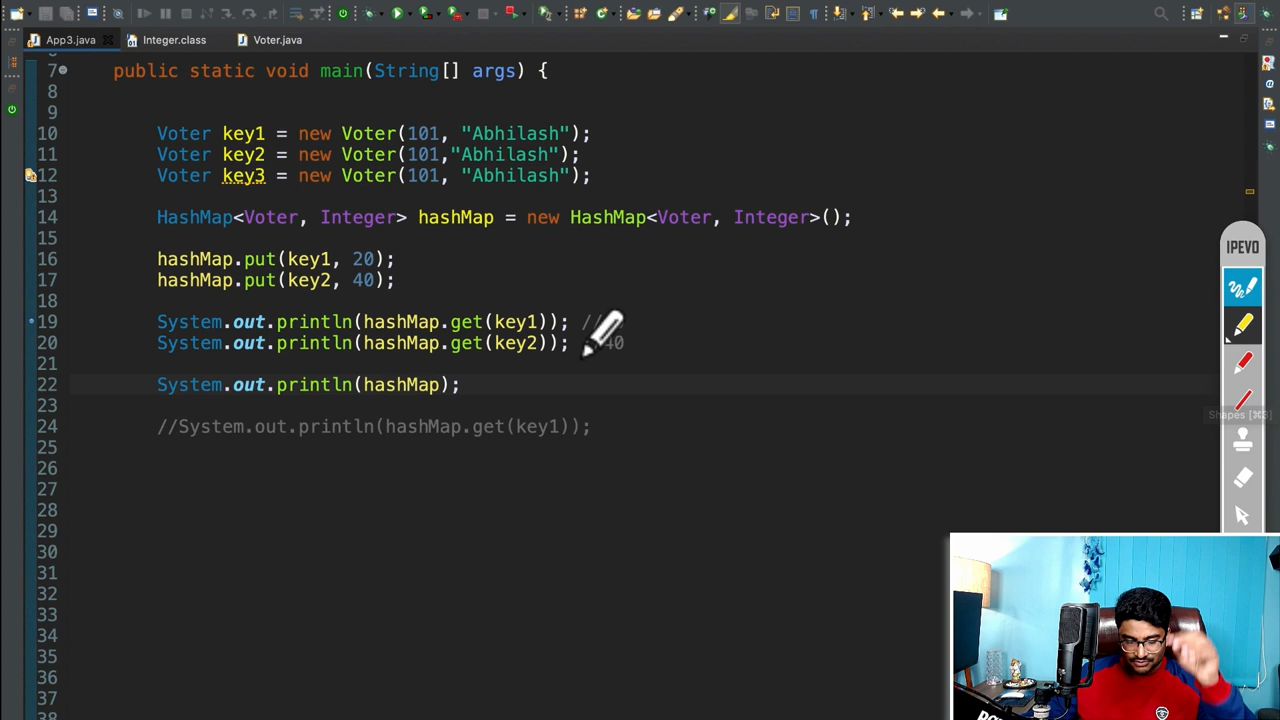 App3.java
Integer.class
Voter.java
IPEVO
7 public static void main(String[] args) {
8
9
10 Voter key1 = new Voter(101, "Abhilash");
11 Voter key2 = new Voter(101,"Abhilash");
12 Voter key3 = new Voter(101, "Abhilash");
13
14 HashMap<Voter, Integer> hashMap = new HashMap<Voter, Integer>();
15
16 hashMap.put(key1, 20);
17 hashMap.put(key2, 40);
18
19 System.out.println(hashMap.get(key1)); //
20 System.out.println(hashMap.get(key2)); 40
21
22 System.out.println(hashMap);
23
24 //System.out.println(hashMap.get(key1));
25
26
27
28
29
30
31
32
33
34
35
36
37
38
Shapes [⌘3]